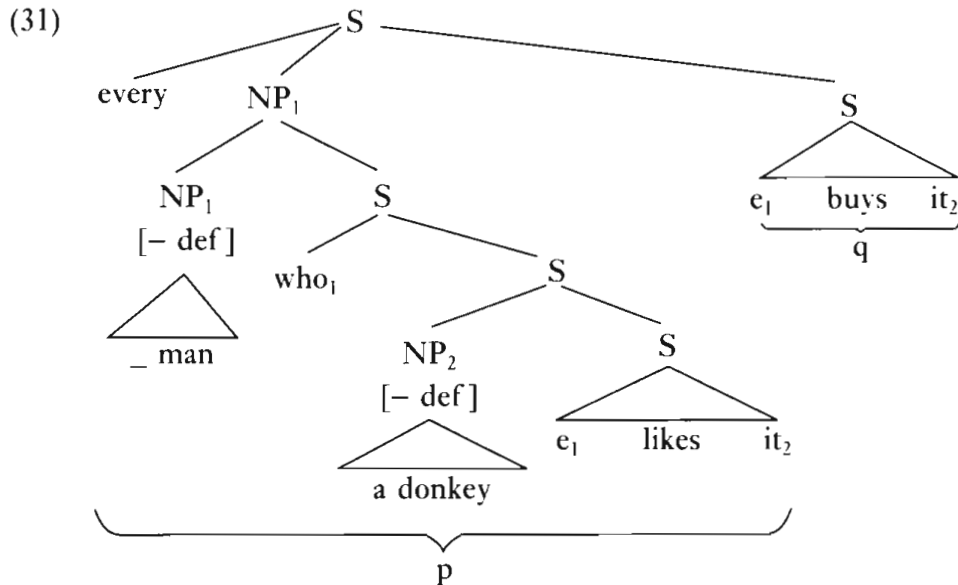 (31) S
every NP₁ S
NP₁ S e₁ buys it₂
[– def] q
who₁ S
_ man NP₂ S
[– def]
e₁ likes it₂
a donkey
p